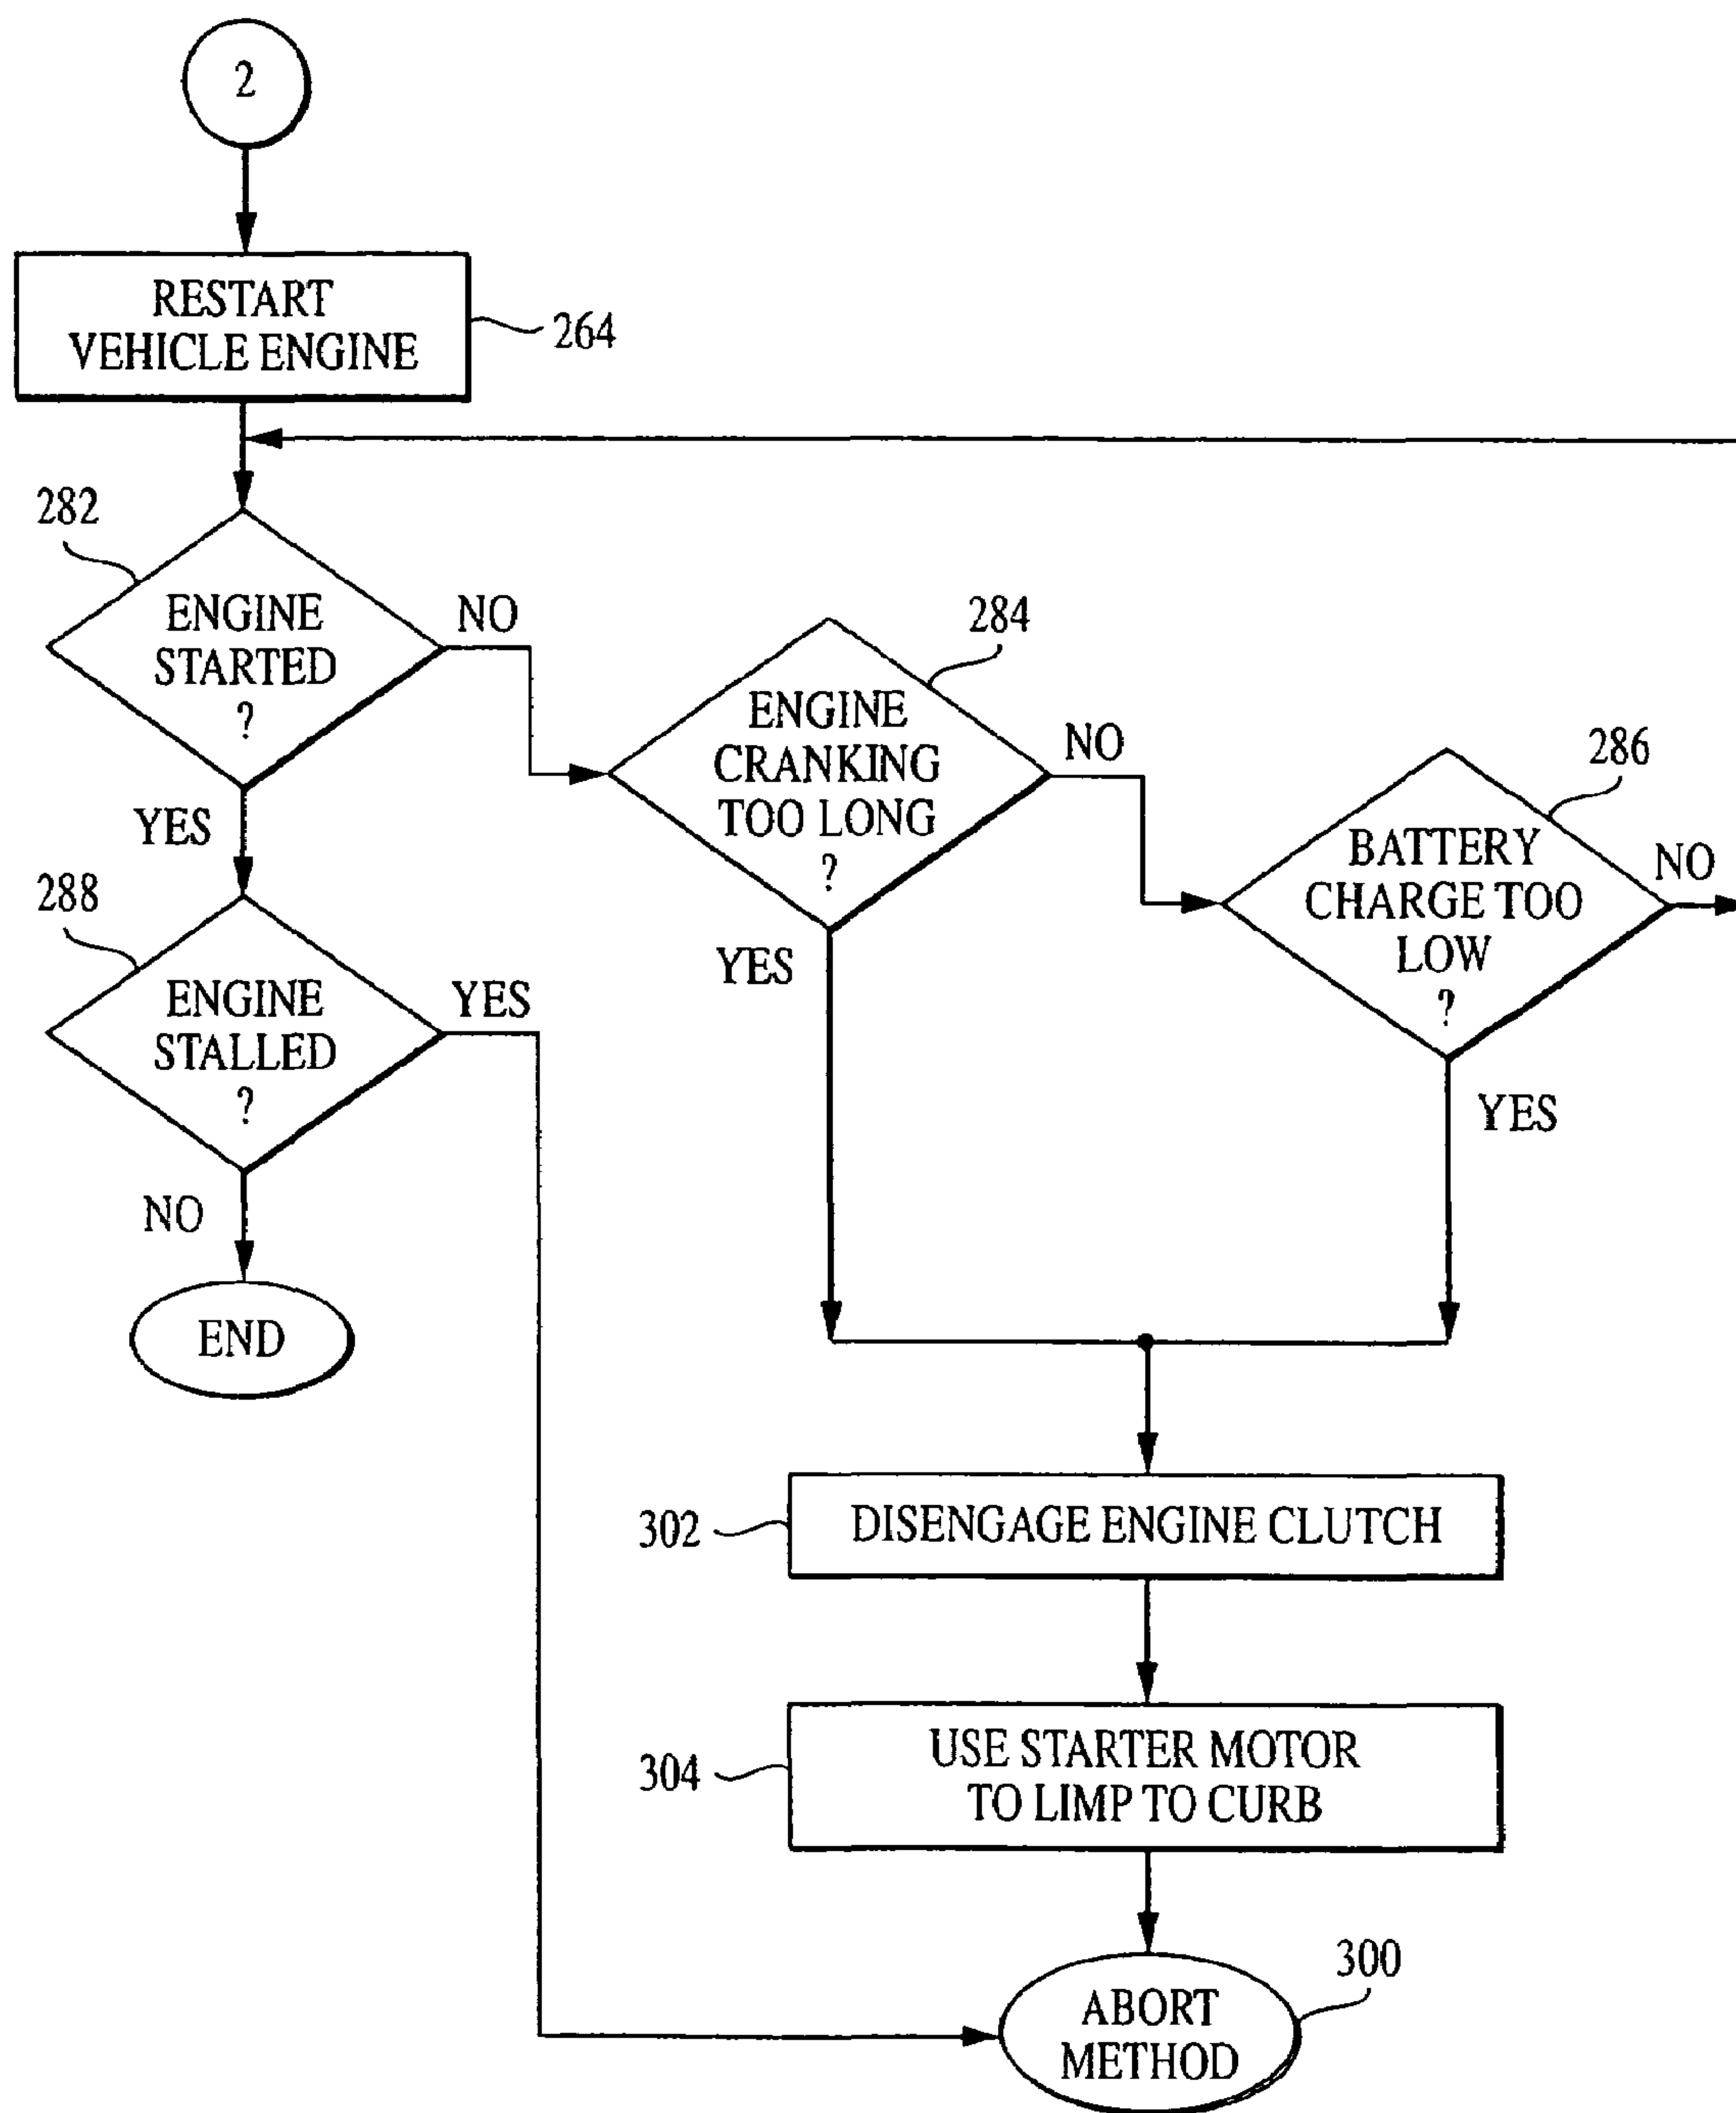 2
RESTART
VEHICLE ENGINE
264
282
ENGINE
STARTED
?
NO
YES
284
ENGINE
CRANKING
TOO LONG
?
NO
YES
286
BATTERY
CHARGE TOO
LOW
?
NO
YES
288
ENGINE
STALLED
?
YES
NO
END
302
DISENGAGE ENGINE CLUTCH
304
USE STARTER MOTOR
TO LIMP TO CURB
300
ABORT
METHOD